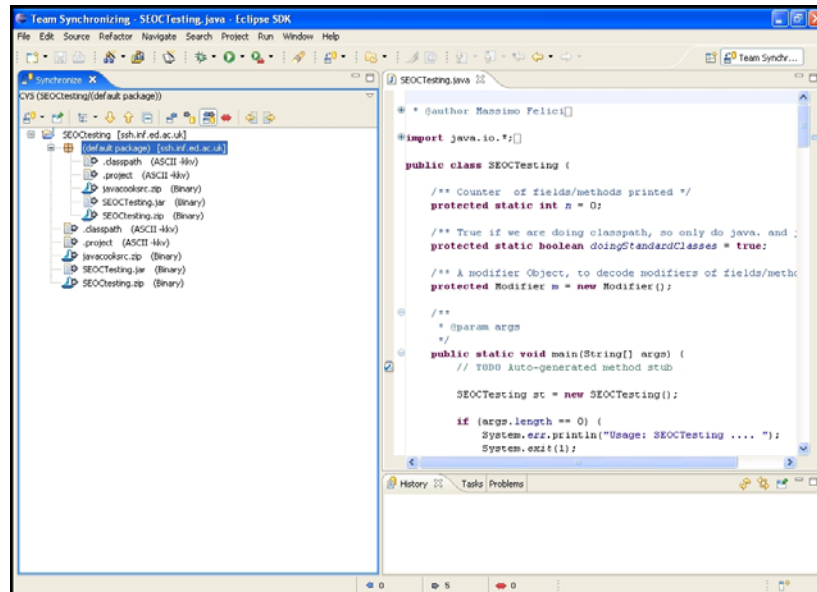 Team Synchronizing - SEOCTesting.java - Eclipse SDK
File Edit Source Refactor Navigate Search Project Run Window Help
Team Synchr...
Synchronize
CVS (SEOCtesting/(default package))
SEOCtesting [ssh.inf.ed.ac.uk]
(default package) [ssh.inf.ed.ac.uk]
.classpath (ASCII -kkv)
.project (ASCII -kkv)
javacooksrc.zip (Binary)
SEOCTesting.jar (Binary)
SEOCtesting.zip (Binary)
.classpath (ASCII -kkv)
.project (ASCII -kkv)
javacooksrc.zip (Binary)
SEOCTesting.jar (Binary)
SEOCtesting.zip (Binary)
SEOCTesting.java
* @author Massimo Felici
import java.io.*;
public class SEOCTesting {
/** Counter of fields/methods printed */
protected static int n = 0;
/** True if we are doing classpath, so only do java. and j
protected static boolean doingStandardClasses = true;
/** A modifier Object, to decode modifiers of fields/metho
protected Modifier m = new Modifier();
/**
* @param args
*/
public static void main(String[] args) {
// TODO Auto-generated method stub
SEOCTesting st = new SEOCTesting();
if (args.length == 0) {
System.err.println("Usage: SEOCTesting .... ");
System.exit(1);
History Tasks Problems
0 5 0